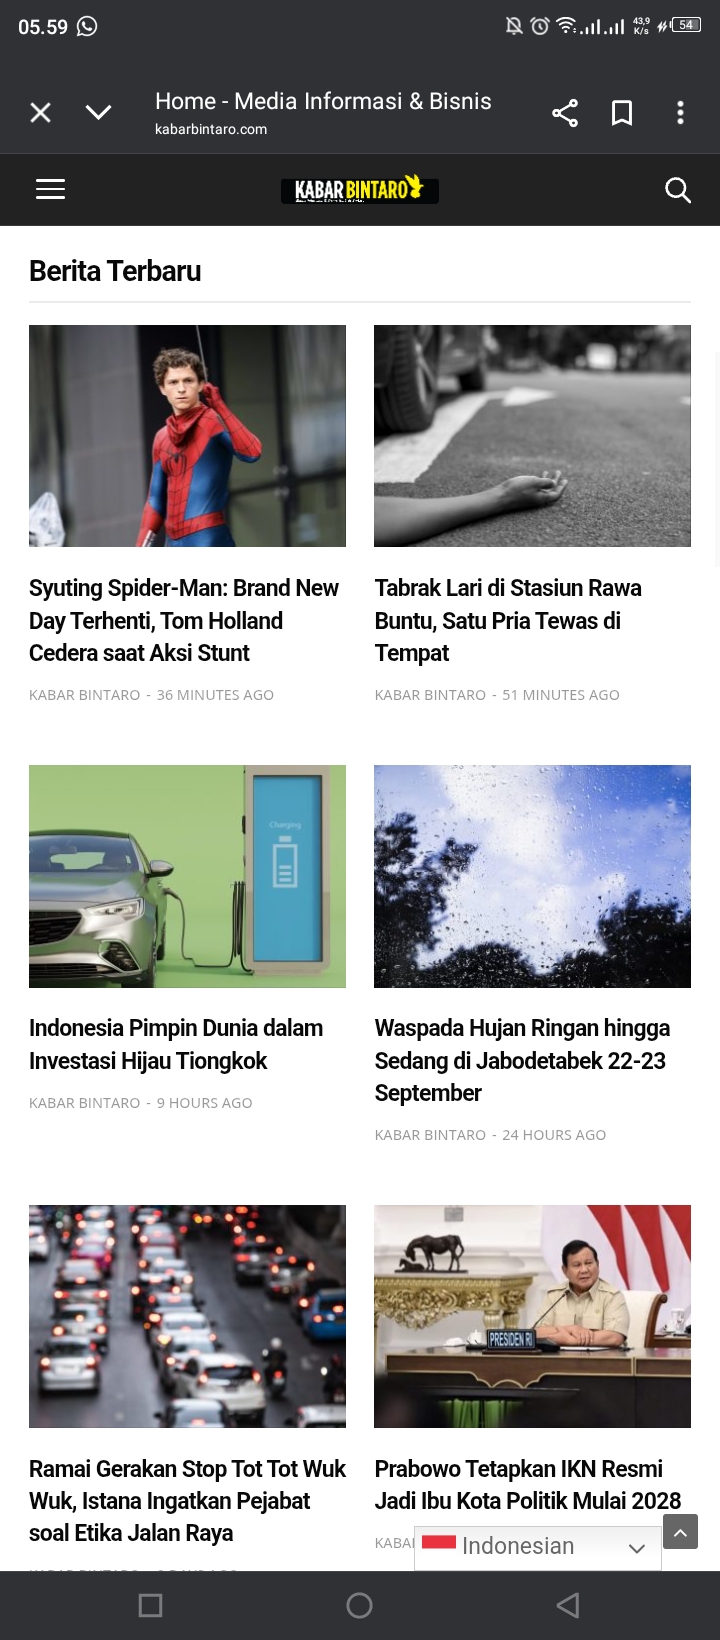 05.59
43,9
K/s
54
Home - Media Informasi & Bisnis
kabarbintaro.com
KABAR BINTARO
Berita Terbaru
Syuting Spider-Man: Brand New
Day Terhenti, Tom Holland
Cedera saat Aksi Stunt
KABAR BINTARO - 36 MINUTES AGO
Tabrak Lari di Stasiun Rawa
Buntu, Satu Pria Tewas di
Tempat
KABAR BINTARO - 51 MINUTES AGO
Charging
Indonesia Pimpin Dunia dalam
Investasi Hijau Tiongkok
KABAR BINTARO - 9 HOURS AGO
Waspada Hujan Ringan hingga
Sedang di Jabodetabek 22-23
September
KABAR BINTARO - 24 HOURS AGO
Ramai Gerakan Stop Tot Tot Wuk
Wuk, Istana Ingatkan Pejabat
soal Etika Jalan Raya
PRESIDEN RI
Prabowo Tetapkan IKN Resmi
Jadi Ibu Kota Politik Mulai 2028
KABA
Indonesian